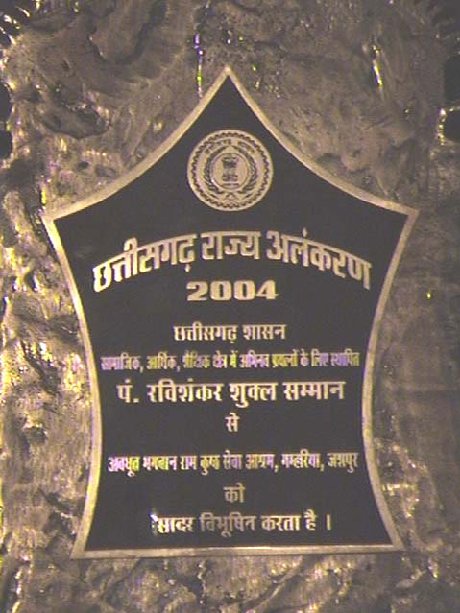 छत्तीसगढ़ राज्य अलंकरण
2004
छत्तीसगढ़ शासन
सामाजिक, आर्थिक, शैक्षिक क्षेत्र में अभिनव प्रयत्नों के लिए स्थापित
पं. रविशंकर शुक्ल सम्मान
से
अवधूत भगवान राम कुष्ठ सेवा आश्रम, गम्हरिया, जशपुर
को
सादर विभूषित करता है ।